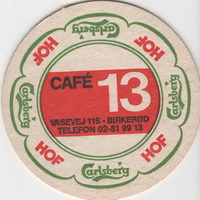 Carlsberg
HOF
HOF
CAFÉ 13
VASEVEJ 115 - BIRKERØD
TELEFON 02-81 99 13
Carlsberg
Carlsberg
HOF
HOF
Carlsberg